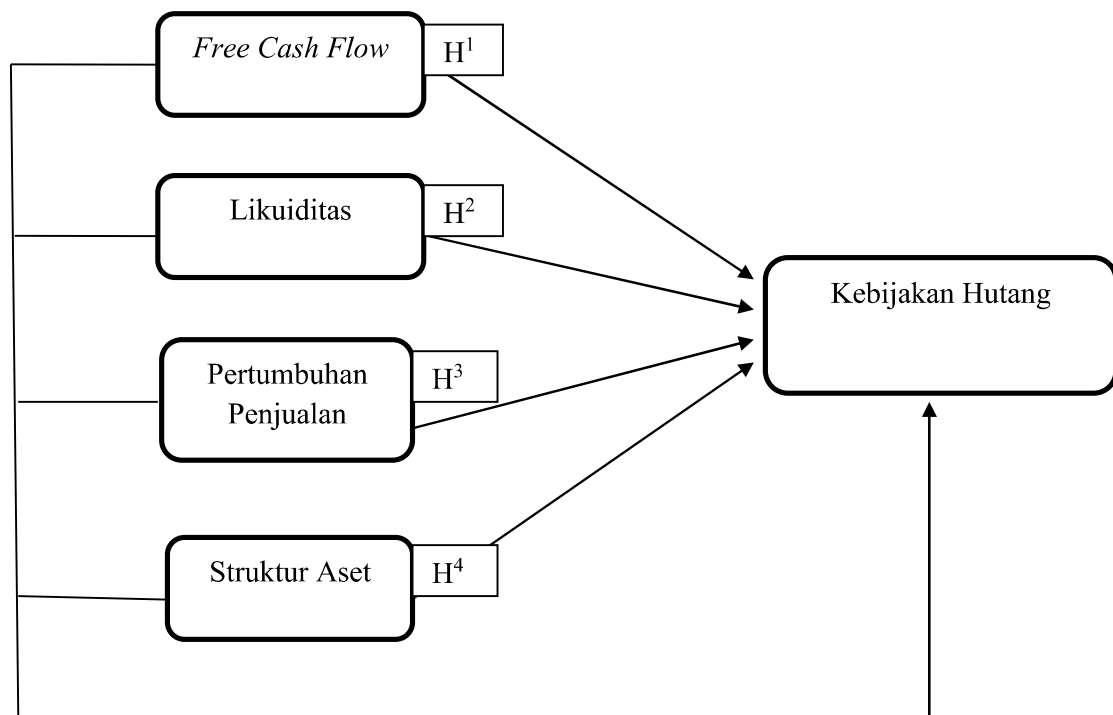 Free Cash Flow
H¹
Likuiditas
H²
Kebijakan Hutang
Pertumbuhan
Penjualan
H³
Struktur Aset
H⁴